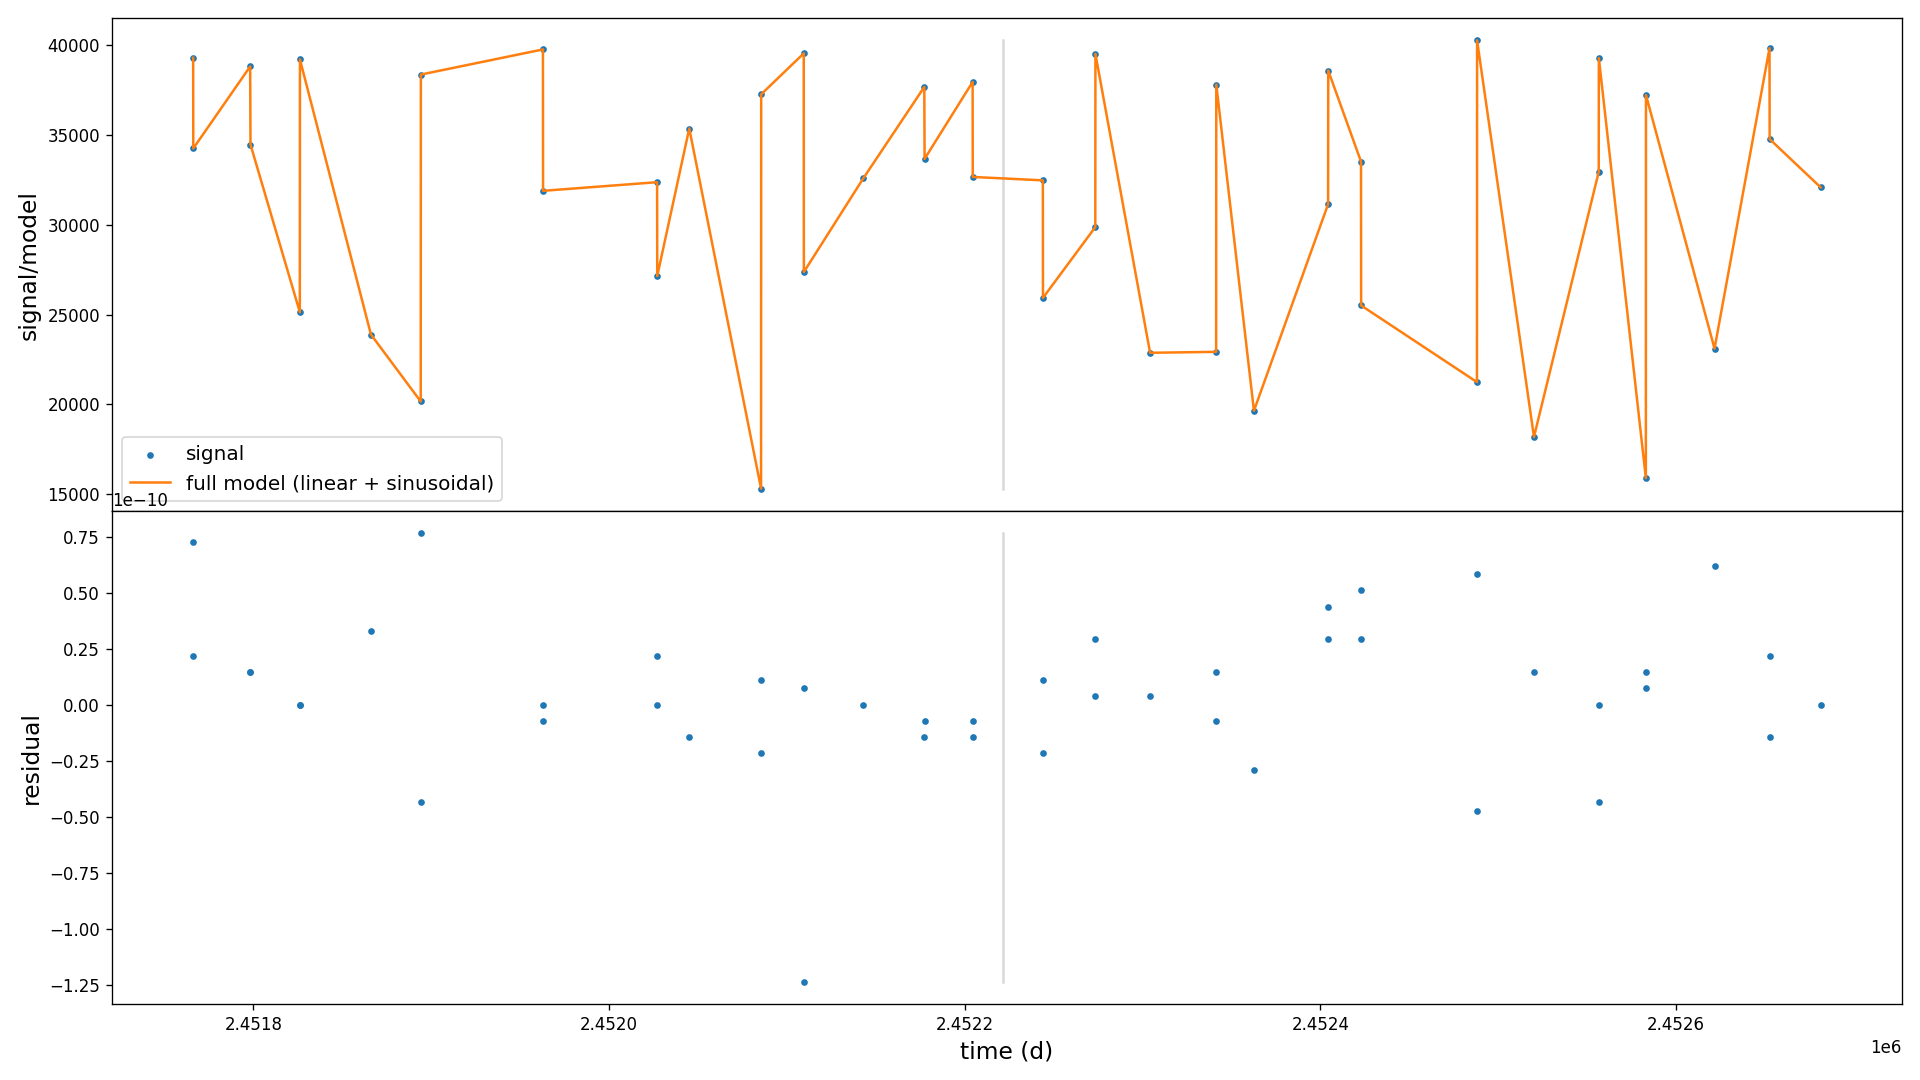 40000
35000
30000
25000
20000
15000
signal/model
signal
full model (linear + sinusoidal)
1e−10
0.75
0.50
0.25
0.00
−0.25
−0.50
−0.75
−1.00
−1.25
residual
2.4518
2.4520
2.4522
2.4524
2.4526
1e6
time (d)